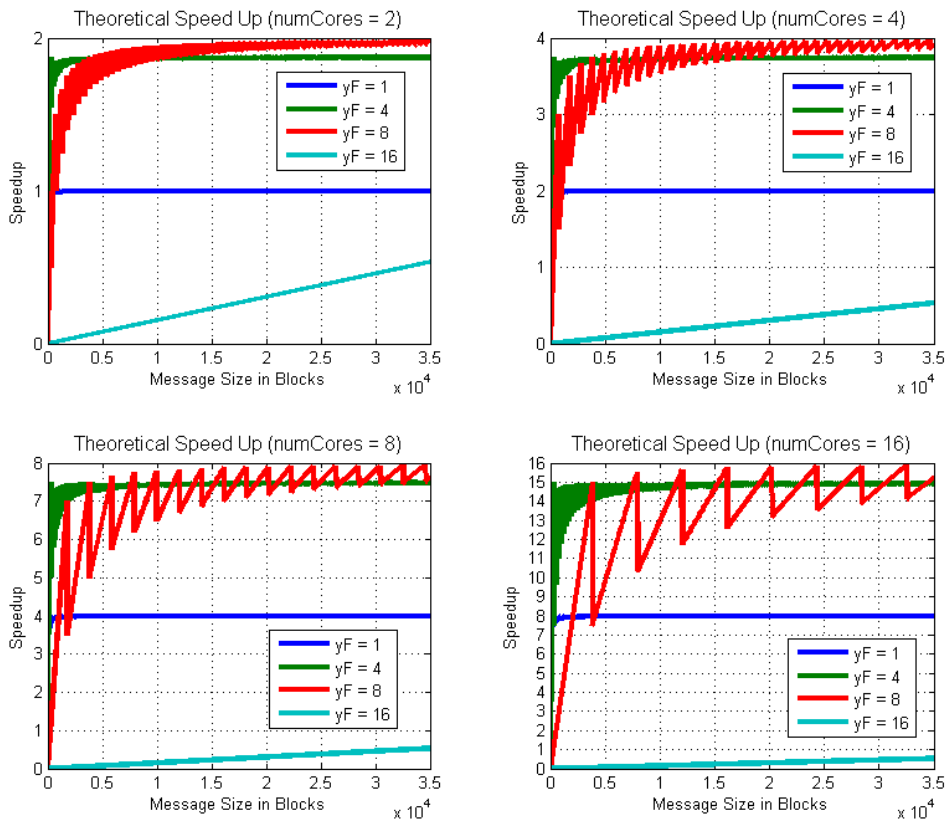 Theoretical Speed Up (numCores = 2)
2
1
0
Speedup
yF = 1
yF = 4
yF = 8
yF = 16
0 0.5 1 1.5 2 2.5 3 3.5
Message Size in Blocks
x 10^4
Theoretical Speed Up (numCores = 4)
4
3
2
1
0
Speedup
yF = 1
yF = 4
yF = 8
yF = 16
0 0.5 1 1.5 2 2.5 3 3.5
Message Size in Blocks
x 10^4
Theoretical Speed Up (numCores = 8)
8
7
6
5
4
3
2
1
0
Speedup
yF = 1
yF = 4
yF = 8
yF = 16
0 0.5 1 1.5 2 2.5 3 3.5
Message Size in Blocks
x 10^4
Theoretical Speed Up (numCores = 16)
16
15
14
13
12
11
10
9
8
7
6
5
4
3
2
1
0
Speedup
yF = 1
yF = 4
yF = 8
yF = 16
0 0.5 1 1.5 2 2.5 3 3.5
Message Size in Blocks
x 10^4